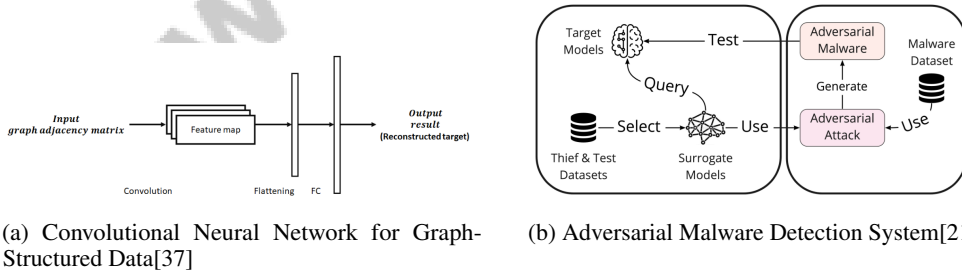 Input
graph adjacency matrix
Feature map
Output
result
(Reconstructed target)
Convolution
Flattening
FC
(a) Convolutional Neural Network for Graph-
Structured Data[37]
Target
Models
Test
Adversarial
Malware
Malware
Dataset
Query
Generate
Select
Use
Adversarial
Attack
Use
Thief & Test
Datasets
Surrogate
Models
(b) Adversarial Malware Detection System[2